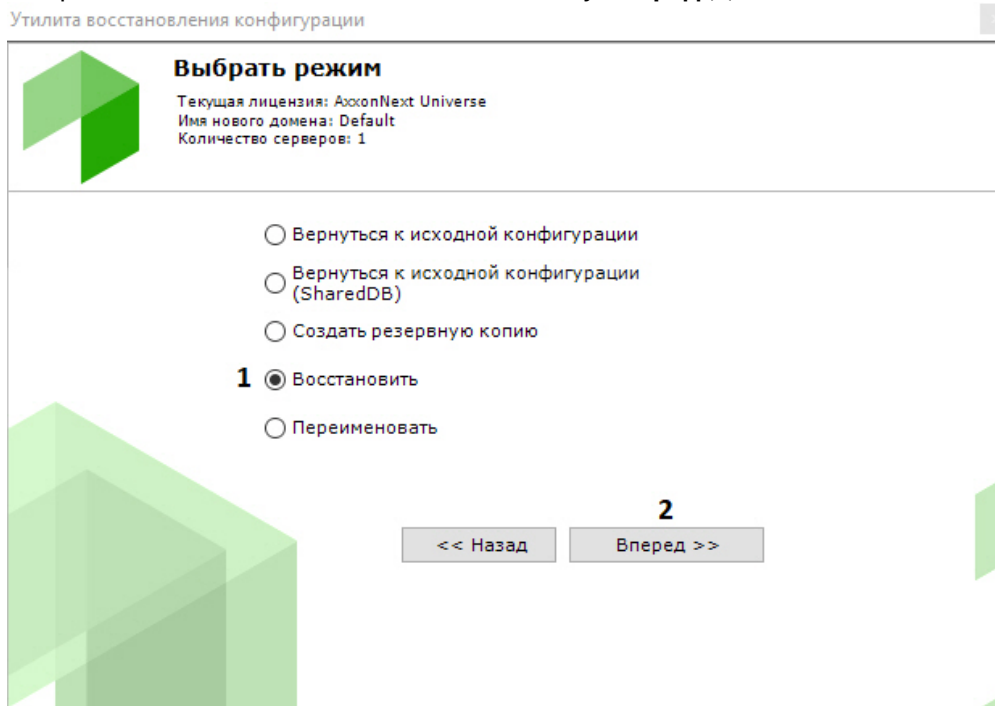 Утилита восстановления конфигурации
Выбрать режим
Текущая лицензия: AxxonNext Universe
Имя нового домена: Default
Количество серверов: 1
Вернуться к исходной конфигурации
Вернуться к исходной конфигурации
(SharedDB)
Создать резервную копию
1 Восстановить
Переименовать
2
<< Назад Вперед >>